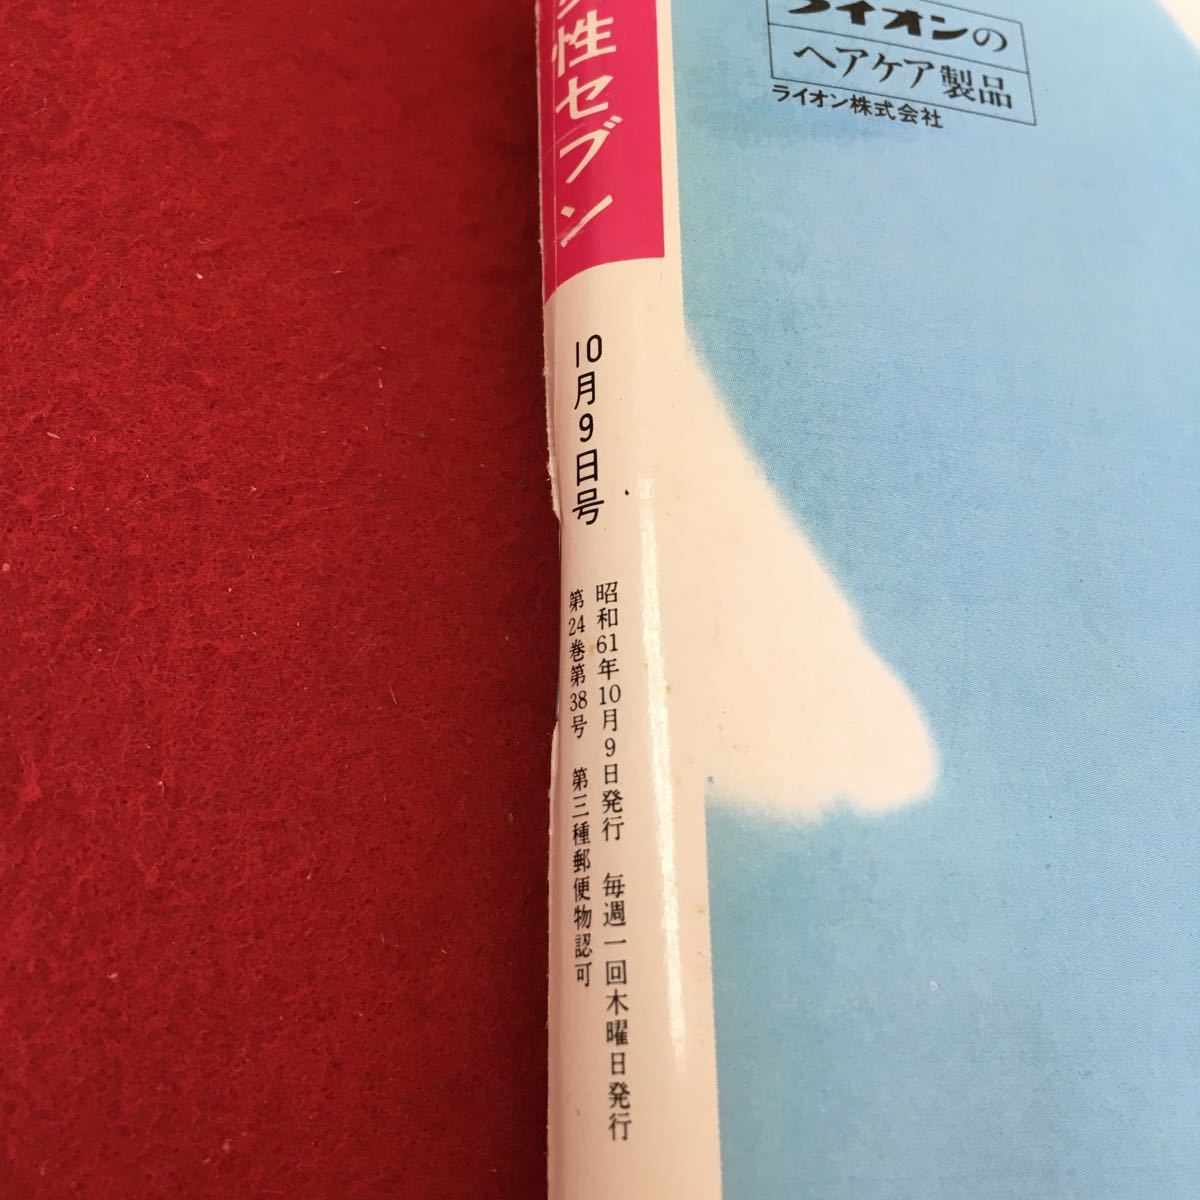 性セブン
10月9日号
昭和61年10月9日発行 毎週一回木曜日発行
第24巻第38号 第三種郵便物認可
ライオンの
ヘアケア製品
ライオン株式会社